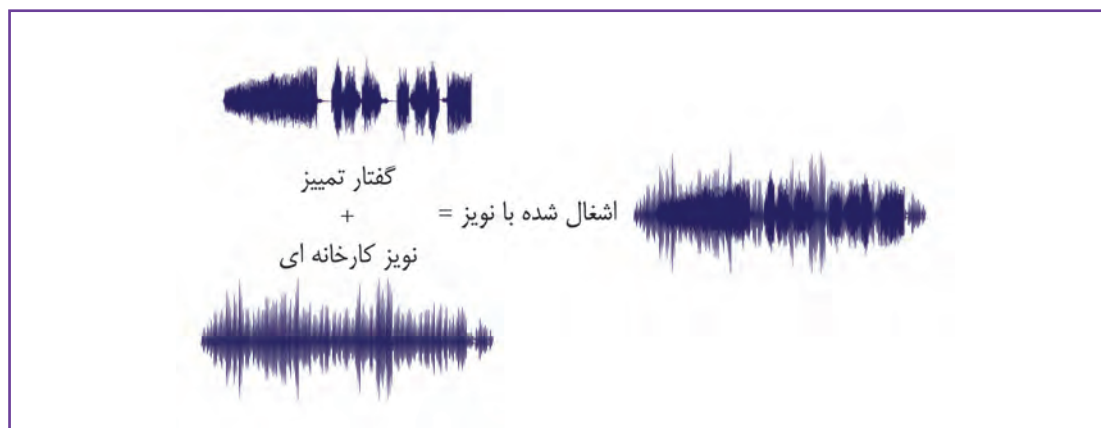 گفتار تمییز
+
نویز کارخانه ای
= اشغال شده با نویز